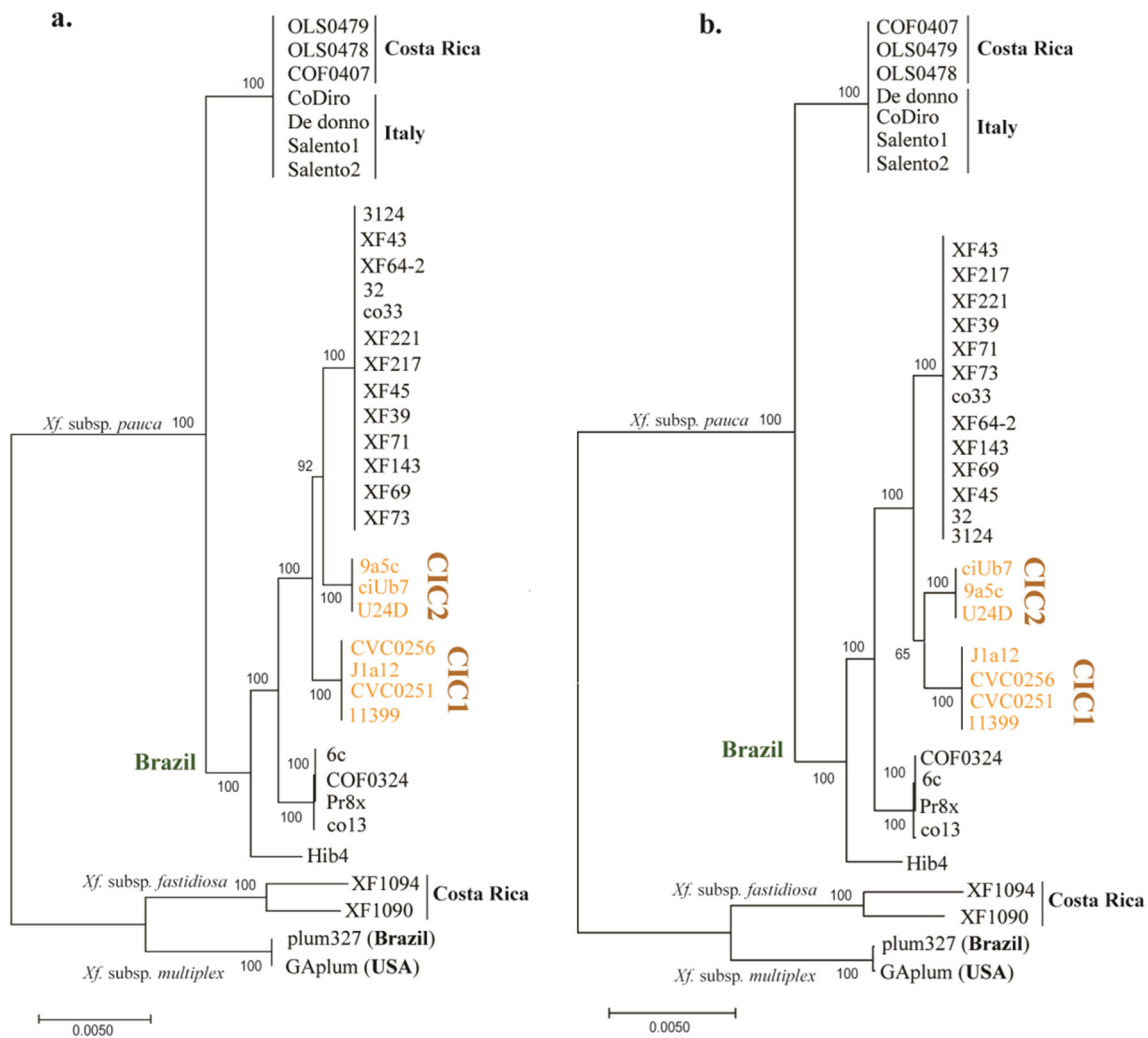 a.
OLS0479
OLS0478
COF0407
Costa Rica
100
CoDiro
De donno
Salento1
Salento2
Italy
3124
XF43
XF64-2
32
co33
XF221
100
XF217
XF45
XF39
XF71
XF143
XF69
XF73
Xf. subsp. pauca 100
92
100
9a5c
ciUb7
U24D
100
CIC2
CVC0256
J1a12
CVC0251
11399
100
CIC1
100
Brazil
100
6c
COF0324
Pr8x
co13
100
100
Hib4
Xf. subsp. fastidiosa 100
XF1094
XF1090
Costa Rica
plum327 (Brazil)
GAplum (USA)
Xf. subsp. multiplex 100
0.0050
b.
COF0407
OLS0479
OLS0478
Costa Rica
100
De donno
CoDiro
Salento1
Salento2
Italy
XF43
XF217
XF221
XF39
XF71
100
XF73
co33
XF64-2
XF143
XF69
XF45
32
3124
Xf. subsp. pauca 100
100
ciUb7
9a5c
U24D
100
CIC2
65
J1a12
CVC0256
CVC0251
11399
100
CIC1
100
Brazil
100
COF0324
6c
Pr8x
co13
100
100
Hib4
Xf. subsp. fastidiosa
100
XF1094
XF1090
Costa Rica
plum327 (Brazil)
GAplum (USA)
Xf. subsp. multiplex 100
0.0050